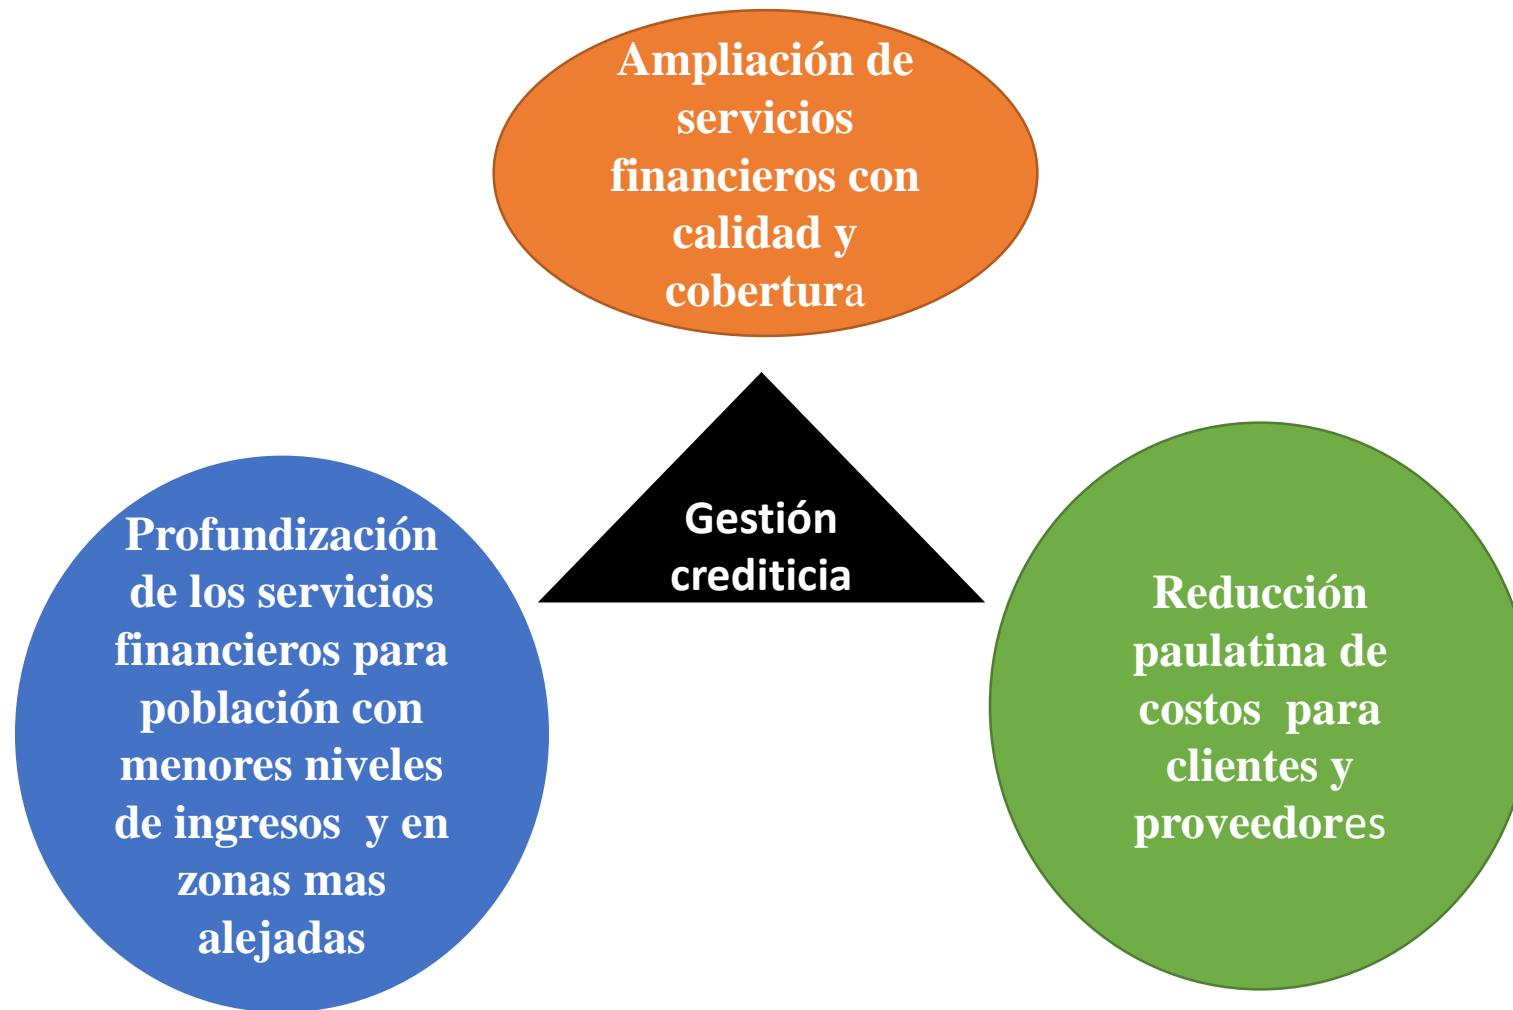 Ampliación de
servicios
financieros con
calidad y
cobertura
Gestión
crediticia
Profundización
de los servicios
financieros para
población con
menores niveles
de ingresos  y en
zonas mas
alejadas
Reducción
paulatina de
costos  para
clientes y
proveedores